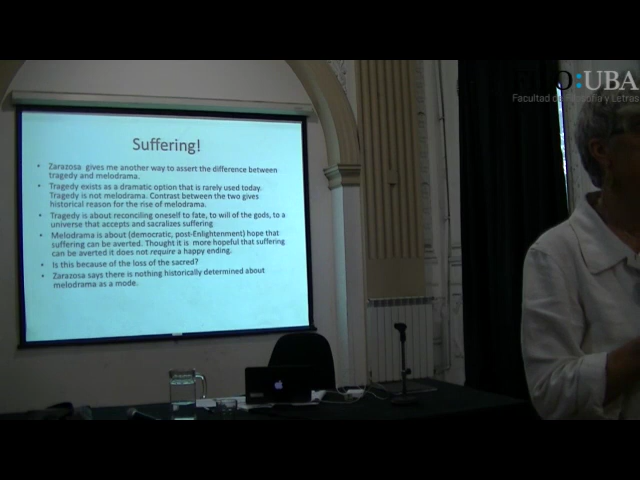 :UBA
Facultad de Filosofía y Letras
Suffering!
• Zarazosa gives me another way to assert the difference between
tragedy and melodrama.
• Tragedy exists as a dramatic option that is rarely used today.
Tragedy is not melodrama. Contrast between the two gives
historical reason for the rise of melodrama.
• Tragedy is about reconciling oneself to fate, to will of the gods, to a
universe that accepts and sacralizes suffering
• Melodrama is about (democratic, post-Enlightenment) hope that
suffering can be averted. Thought it is more hopeful that suffering
can be averted it does not require a happy ending.
• Is this because of the loss of the sacred?
• Zarazosa says there is nothing historically determined about
melodrama as a mode.